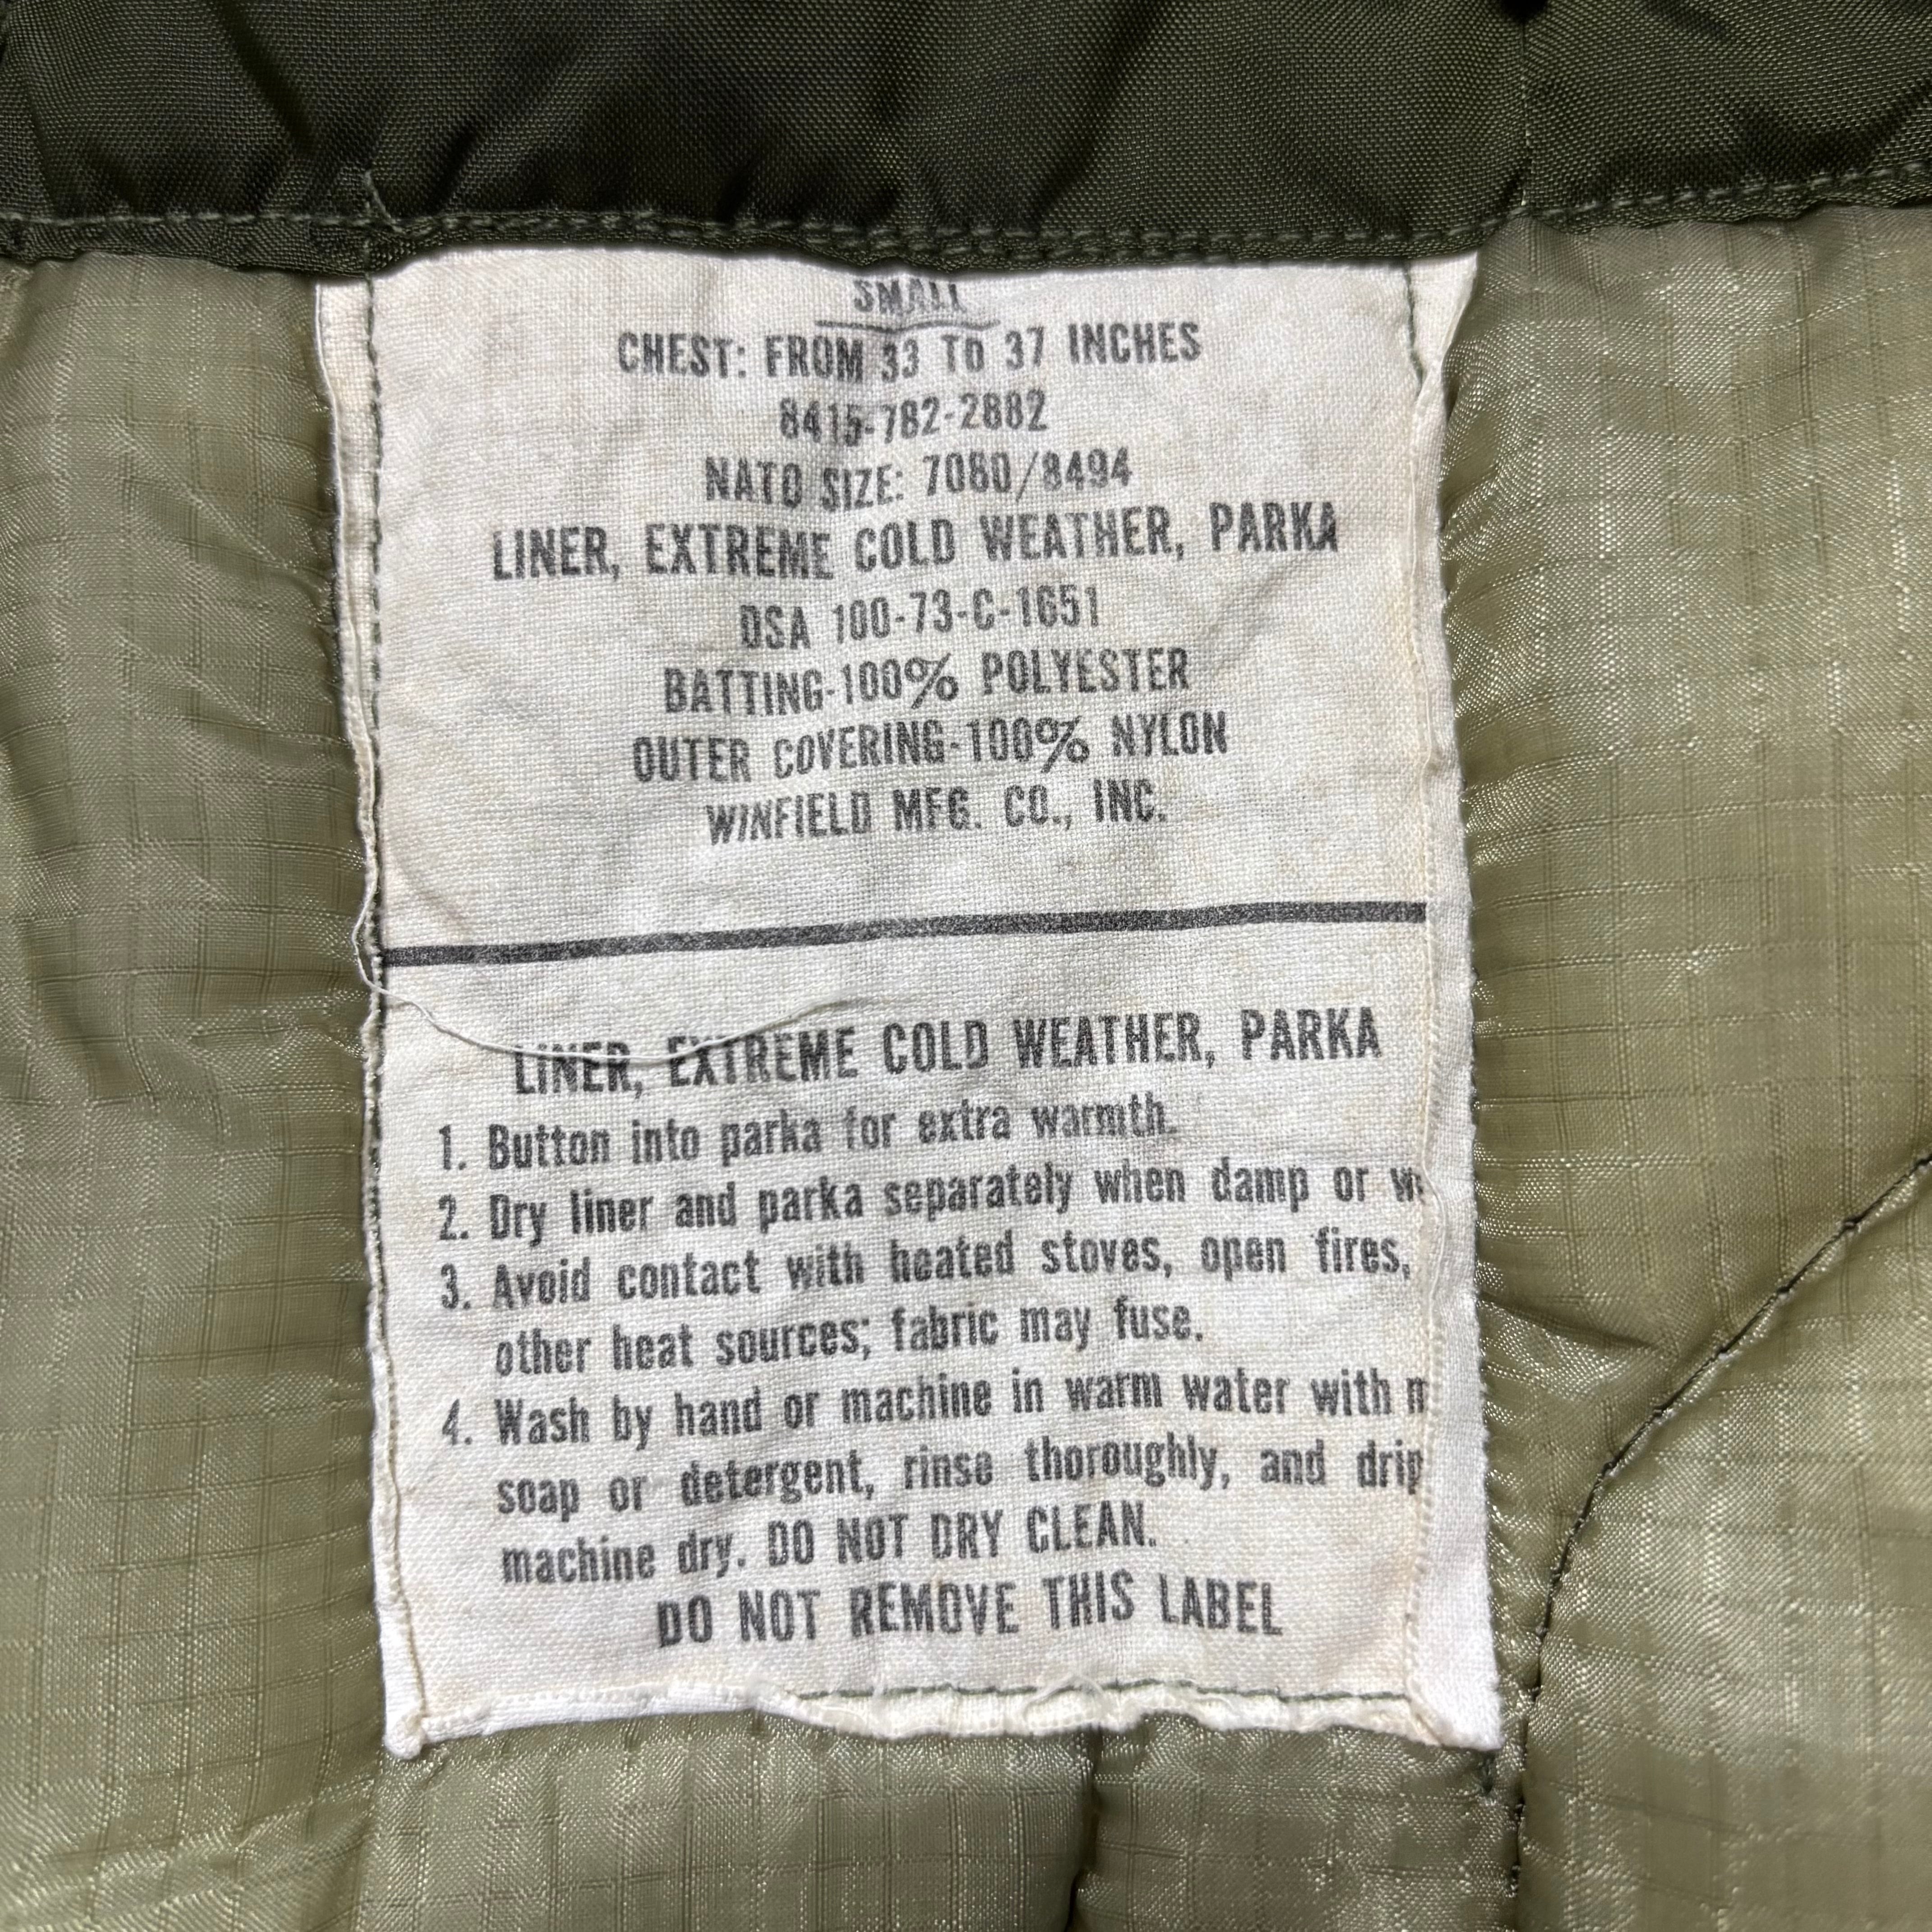 SMALL
CHEST: FROM 33 TO 37 INCHES
8415-782-2882
NATO SIZE: 7080/8494
LINER, EXTREME COLD WEATHER, PARKA
DSA 100-73-C-1651
BATTING-100% POLYESTER
OUTER COVERING-100% NYLON
WINFIELD MFG. CO., INC.
LINER, EXTREME COLD WEATHER, PARKA
1. Button into parka for extra warmth.
2. Dry liner and parka separately when damp or
3. Avoid contact with heated stoves, open fires,
other heat sources; fabric may fuse.
4. Wash by hand or machine in warm water with
soap or detergent, rinse thoroughly, and drip
machine dry. DO NOT DRY CLEAN.
DO NOT REMOVE THIS LABEL